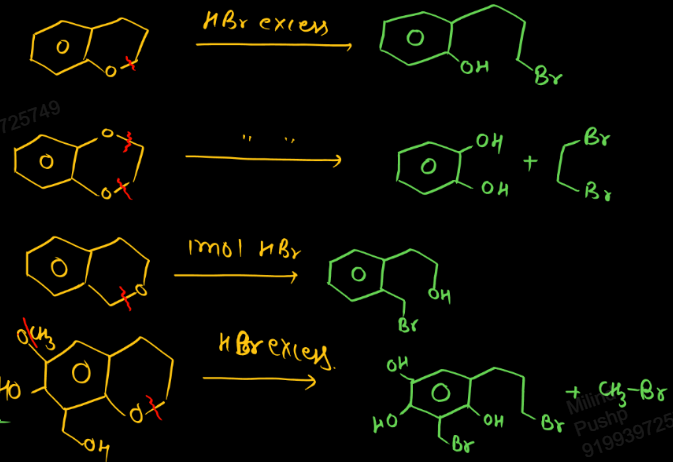 HBr excess
O
O
OH
Br
725749
O
O
O
" "
O
OH
OH
+
Br
Br
O
O
1mol HBr
O
OH
Br
OCH3
HO
O
O
OH
HBr excess.
OH
HO
O
OH
Br
Br
+ CH3-Br
Pushp
919939725